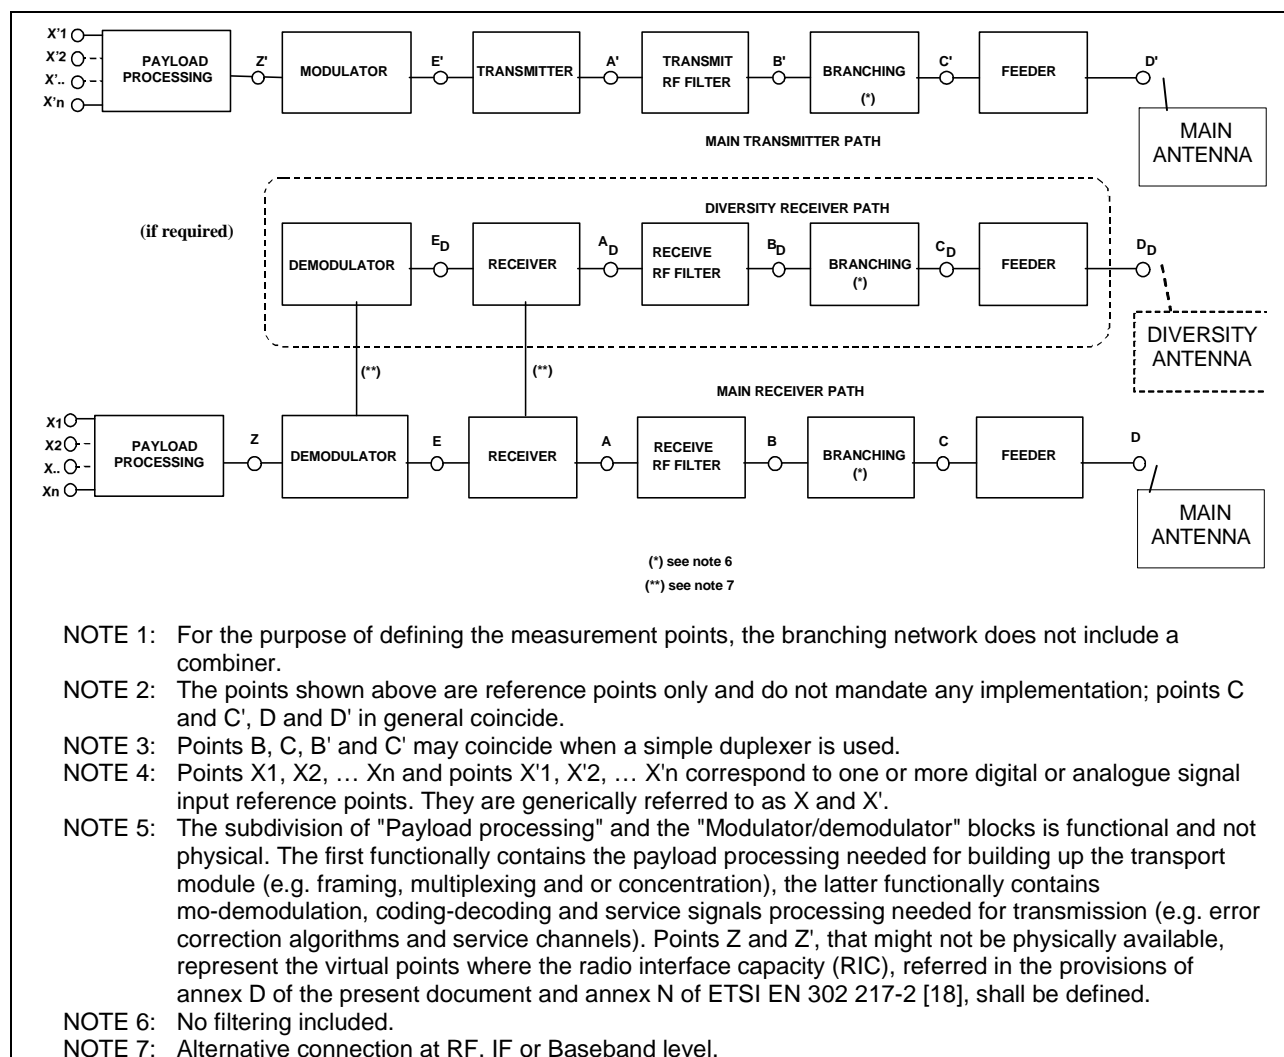 X'1
X'2
X'..
X'n
PAYLOAD
PROCESSING
Z'
MODULATOR
E'
TRANSMITTER
A'
TRANSMIT
RF FILTER
B'
BRANCHING
(*)
C'
FEEDER
D'
MAIN
ANTENNA
MAIN TRANSMITTER PATH
(if required)
DIVERSITY RECEIVER PATH
DEMODULATOR
ED
RECEIVER
AD
RECEIVE
RF FILTER
BD
BRANCHING
(*)
CD
FEEDER
DD
DIVERSITY
ANTENNA
(**)
(**)
MAIN RECEIVER PATH
X1
X2
X..
Xn
PAYLOAD
PROCESSING
Z
DEMODULATOR
E
RECEIVER
A
RECEIVE
RF FILTER
B
BRANCHING
(*)
C
FEEDER
D
MAIN
ANTENNA
(*) see note 6
(**) see note 7
NOTE 1: For the purpose of defining the measurement points, the branching network does not include a
combiner.
NOTE 2: The points shown above are reference points only and do not mandate any implementation; points C
and C', D and D' in general coincide.
NOTE 3: Points B, C, B' and C' may coincide when a simple duplexer is used.
NOTE 4: Points X1, X2, … Xn and points X'1, X'2, … X'n correspond to one or more digital or analogue signal
input reference points. They are generically referred to as X and X'.
NOTE 5: The subdivision of "Payload processing" and the "Modulator/demodulator" blocks is functional and not
physical. The first functionally contains the payload processing needed for building up the transport
module (e.g. framing, multiplexing and or concentration), the latter functionally contains
mo-demodulation, coding-decoding and service signals processing needed for transmission (e.g. error
correction algorithms and service channels). Points Z and Z', that might not be physically available,
represent the virtual points where the radio interface capacity (RIC), referred in the provisions of
annex D of the present document and annex N of ETSI EN 302 217-2 [18], shall be defined.
NOTE 6: No filtering included.
NOTE 7: Alternative connection at RF, IF or Baseband level.